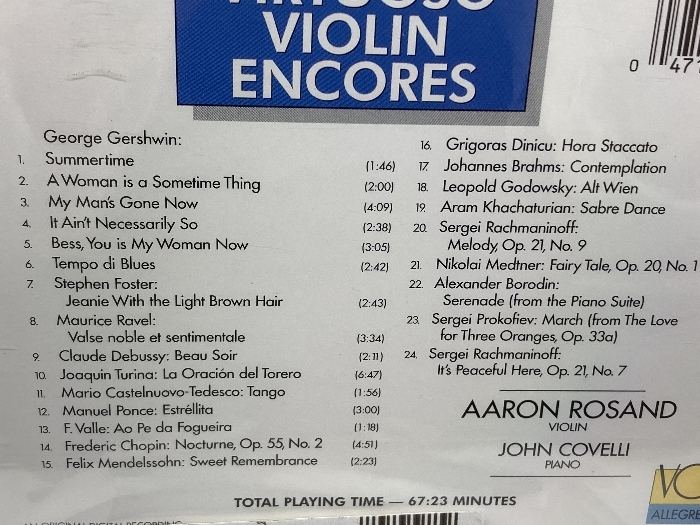 VIRTUOSO
VIOLIN
ENCORES
0 47
George Gershwin:
1. Summertime (1:46)
2. A Woman is a Sometime Thing (2:00)
3. My Man's Gone Now (4:09)
4. It Ain't Necessarily So (2:38)
5. Bess, You is My Woman Now (3:05)
6. Tempo di Blues (2:42)
7. Stephen Foster:
Jeanie With the Light Brown Hair (2:43)
8. Maurice Ravel:
Valse noble et sentimentale (3:34)
9. Claude Debussy: Beau Soir (2:11)
10. Joaquin Turina: La Oración del Torero (6:47)
11. Mario Castelnuovo-Tedesco: Tango (1:56)
12. Manuel Ponce: Estréllita (3:00)
13. F. Valle: Ao Pe da Fogueira (1:18)
14. Frederic Chopin: Nocturne, Op. 55, No. 2 (4:51)
15. Felix Mendelssohn: Sweet Remembrance (2:23)
16. Grigoras Dinicu: Hora Staccato
17. Johannes Brahms: Contemplation
18. Leopold Godowsky: Alt Wien
19. Aram Khachaturian: Sabre Dance
20. Sergei Rachmaninoff:
Melody, Op. 21, No. 9
21. Nikolai Medtner: Fairy Tale, Op. 20, No. 1
22. Alexander Borodin:
Serenade (from the Piano Suite)
23. Sergei Prokofiev: March (from The Love
for Three Oranges, Op. 33a)
24. Sergei Rachmaninoff:
It's Peaceful Here, Op. 21, No. 7
AARON ROSAND
VIOLIN
JOHN COVELLI
PIANO
VO
ALLEGR
TOTAL PLAYING TIME — 67:23 MINUTES